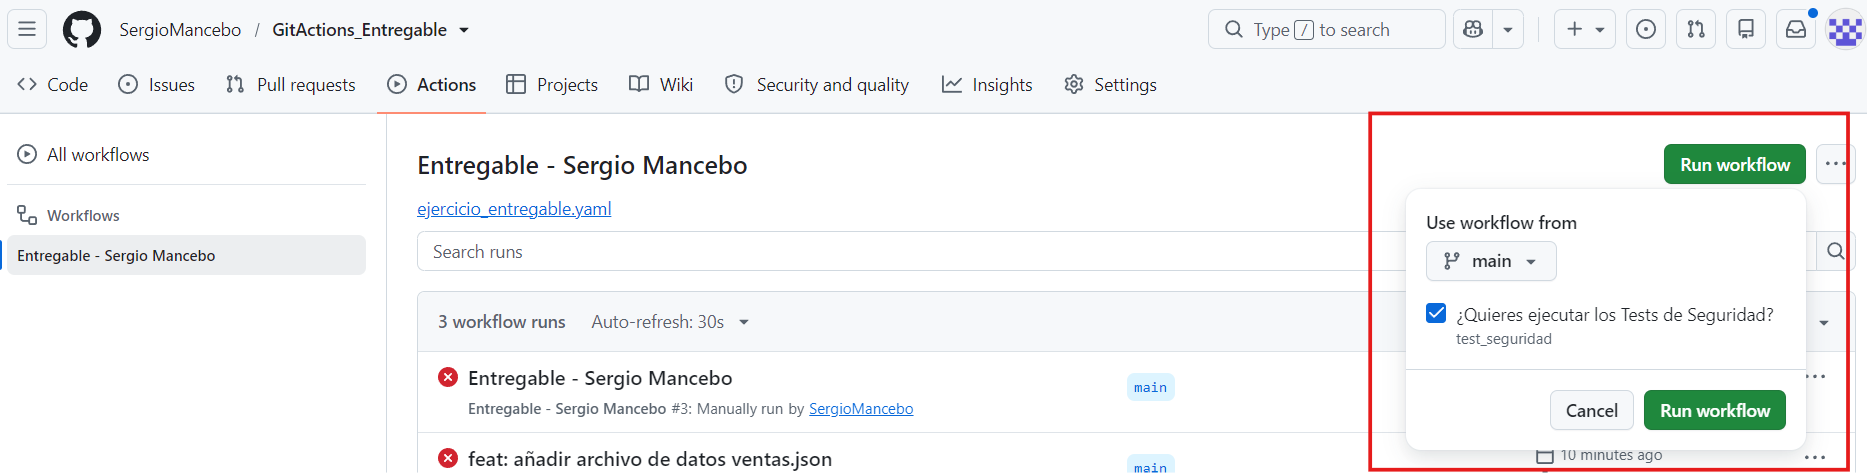 SergioMancebo / GitActions_Entregable
Type / to search
Code Issues Pull requests Actions Projects Wiki Security and quality Insights Settings
All workflows
Workflows
Entregable - Sergio Mancebo
Entregable - Sergio Mancebo
ejercicio_entregable.yaml
Search runs
Run workflow
Use workflow from
main
¿Quieres ejecutar los Tests de Seguridad?
test_seguridad
Cancel Run workflow
3 workflow runs Auto-refresh: 30s
Entregable - Sergio Mancebo
Entregable - Sergio Mancebo #3: Manually run by SergioMancebo
main
feat: añadir archivo de datos ventas.json
main
10 minutes ago